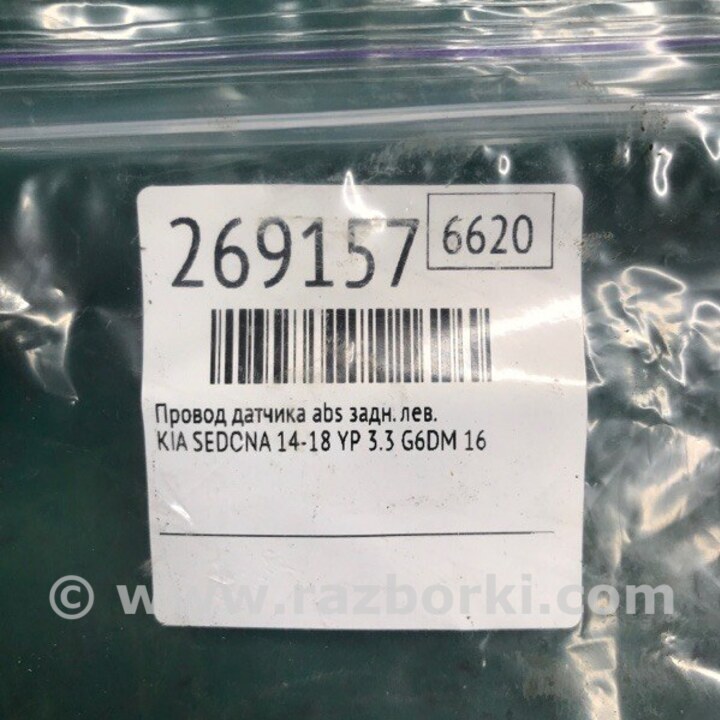 269157 6620
Провод датчика abs задн. лев.
KIA SEDONA 14-18 YP 3.3 G6DM 16
© www.razborki.com